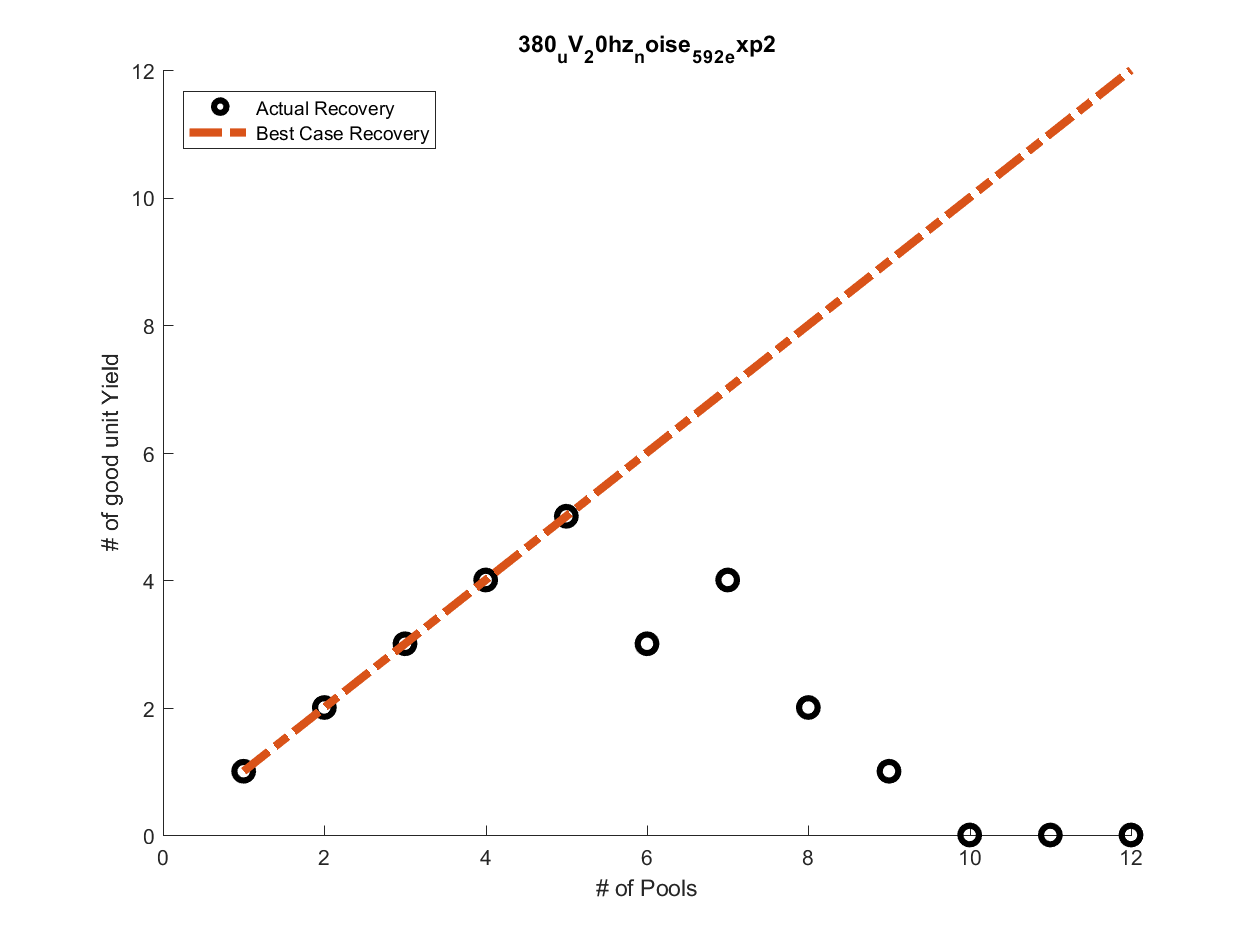 380uV20hznoise592exp2
Actual Recovery
Best Case Recovery
12
10
8
6
4
2
0
# of good unit Yield
0 2 4 6 8 10 12
# of Pools